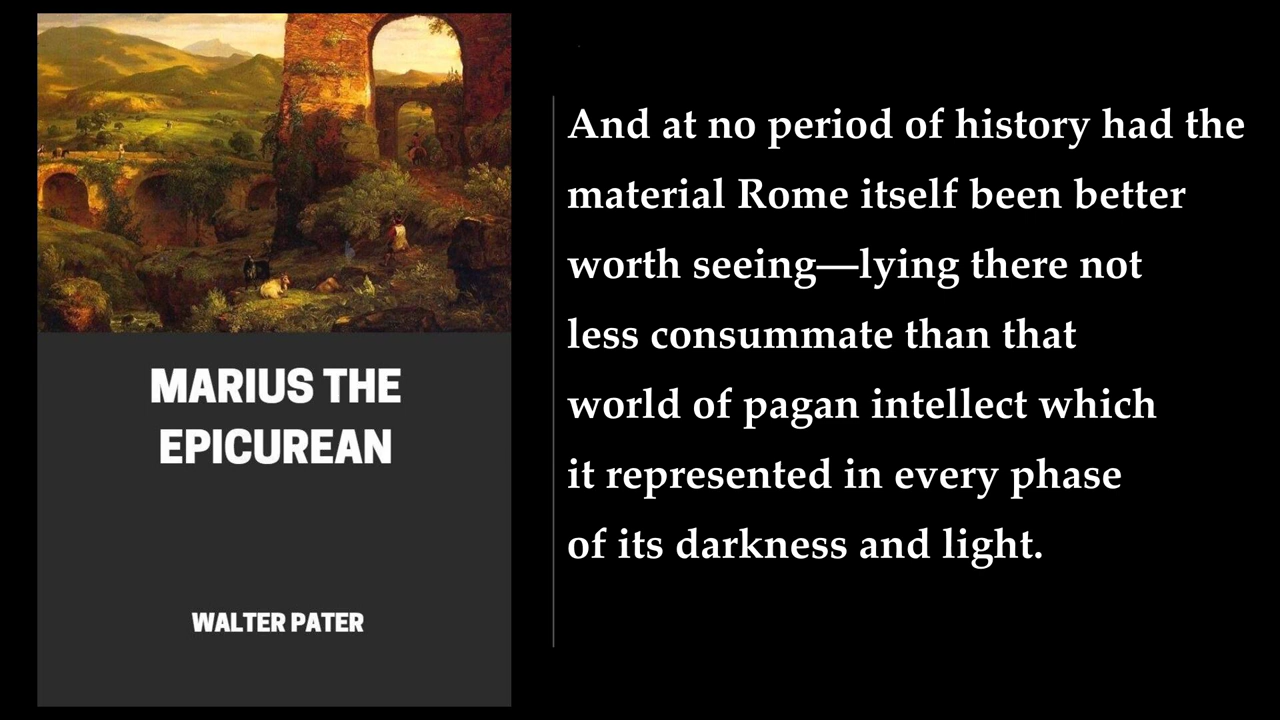 MARIUS THE
EPICUREAN
WALTER PATER
And at no period of history had the
material Rome itself been better
worth seeing—lying there not
less consummate than that
world of pagan intellect which
it represented in every phase
of its darkness and light.